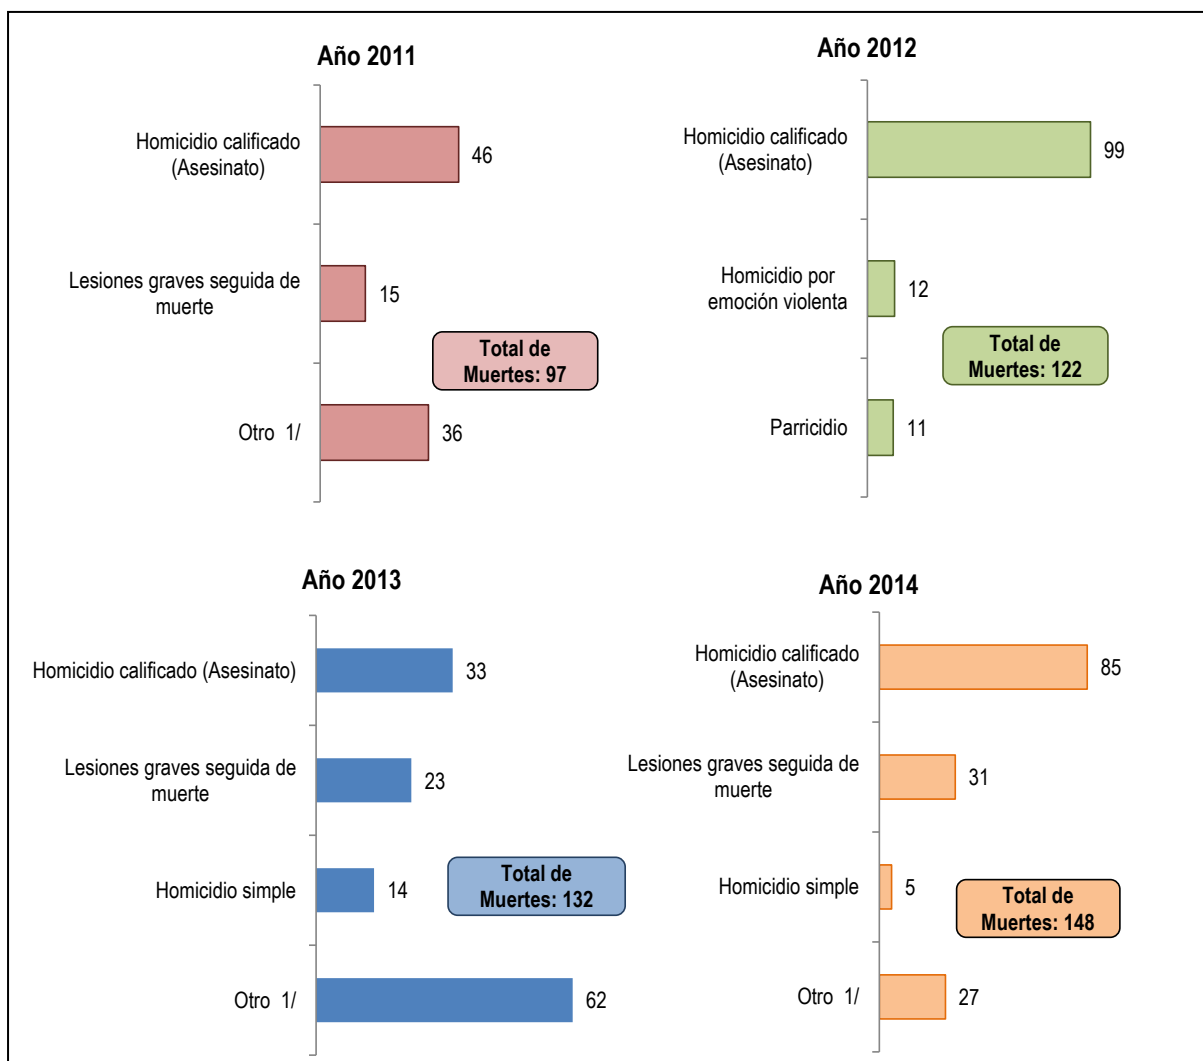 Año 2011
Homicidio calificado
(Asesinato)
46
Lesiones graves seguida de
muerte
15
Total de
Muertes: 97
Otro 1/
36
Año 2012
Homicidio calificado
(Asesinato)
99
Homicidio por
emoción violenta
12
Total de
Muertes: 122
Parricidio
11
Año 2013
Homicidio calificado (Asesinato)
33
Lesiones graves seguida de
muerte
23
Homicidio simple
14
Total de
Muertes: 132
Otro 1/
62
Año 2014
Homicidio calificado
(Asesinato)
85
Lesiones graves seguida de
muerte
31
Homicidio simple
5
Total de
Muertes: 148
Otro 1/
27